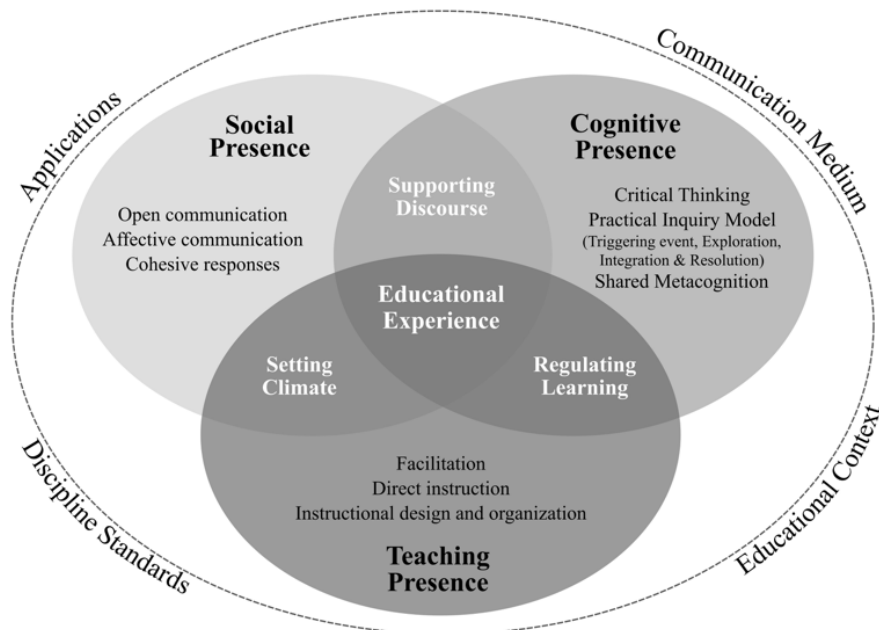 Applications
Communication Medium
Social
Presence
Open communication
Affective communication
Cohesive responses
Cognitive
Presence
Critical Thinking
Practical Inquiry Model
(Triggering event, Exploration,
Integration & Resolution)
Shared Metacognition
Supporting
Discourse
Educational
Experience
Setting
Climate
Regulating
Learning
Facilitation
Direct instruction
Instructional design and organization
Teaching
Presence
Discipline Standards
Educational Context